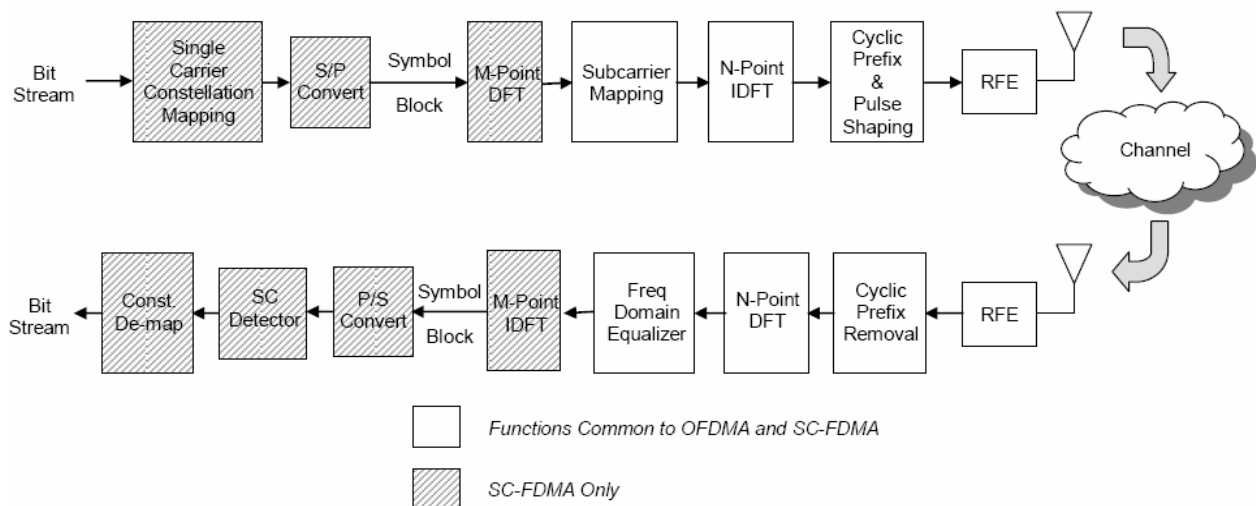 Bit
Stream
Single
Carrier
Constellation
Mapping
S/P
Convert
Symbol
Block
M-Point
DFT
Subcarrier
Mapping
N-Point
IDFT
Cyclic
Prefix
&
Pulse
Shaping
RFE
Channel
Bit
Stream
Const.
De-map
SC
Detector
P/S
Convert
Symbol
Block
M-Point
IDFT
Freq
Domain
Equalizer
N-Point
DFT
Cyclic
Prefix
Removal
RFE
Functions Common to OFDMA and SC-FDMA
SC-FDMA Only